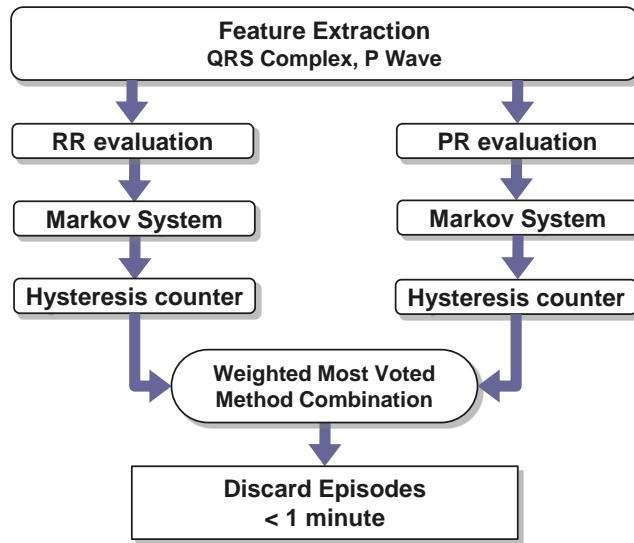 Feature Extraction
QRS Complex, P Wave
RR evaluation
PR evaluation
Markov System
Markov System
Hysteresis counter
Hysteresis counter
Weighted Most Voted
Method Combination
Discard Episodes
< 1 minute